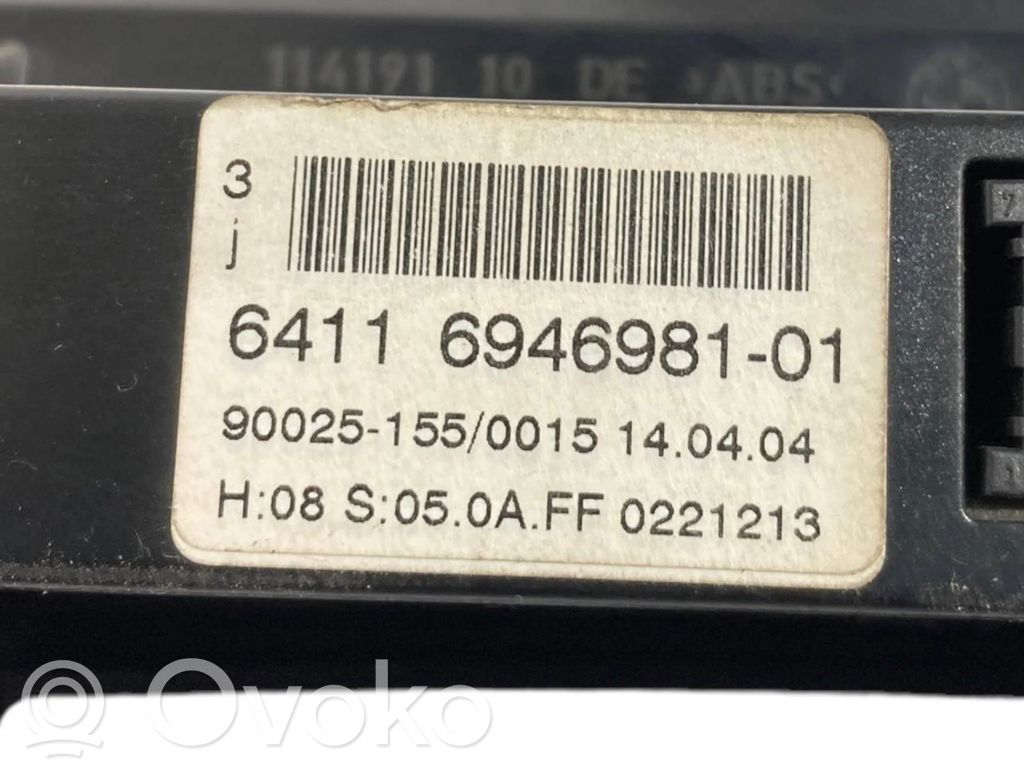 114191 10 DE >ABS<
3
j
6411 6946981-01
90025-155/0015 14.04.04
H:08 S:05.0A.FF 0221213
Ovoko